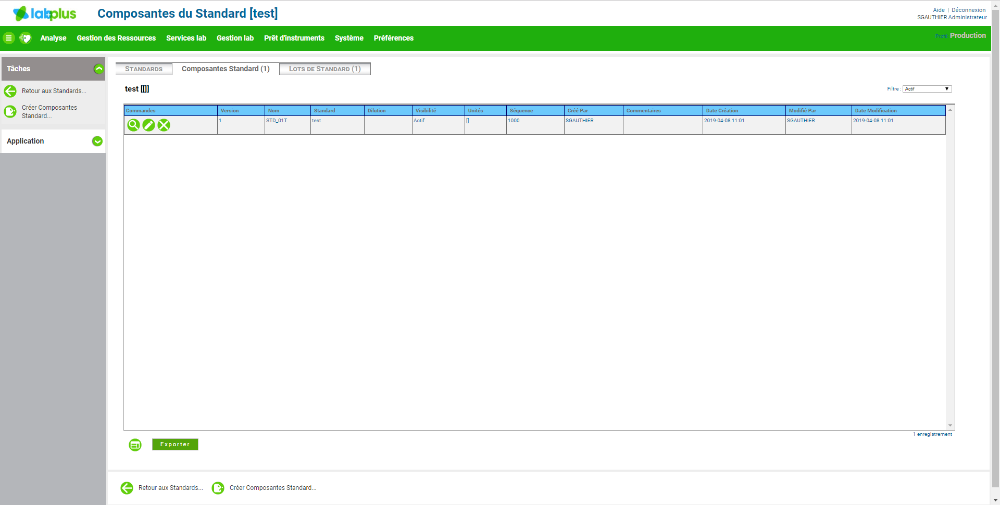 labplus
Composantes du Standard [test]
Aide | Déconnexion
SGAUTHIER Administrateur
Analyse Gestion des Ressources Services lab Gestion lab Prêt d'instruments Système Préférences
Profil Production
Tâches
Retour aux Standards...
Créer Composantes
Standard...
Application
STANDARDS Composantes Standard (1) LOTS DE STANDARD (1)
test [[]]
Filtre : Actif
Commandes Version Nom Standard Dilution Visibilité Unités Séquence Créé Par Commentaires Date Création Modifié Par Date Modification
1 STD_01T test Actif [] 1000 SGAUTHIER 2019-04-08 11:01 SGAUTHIER 2019-04-08 11:01
1 enregistrement
Exporter
Retour aux Standards... Créer Composantes Standard...